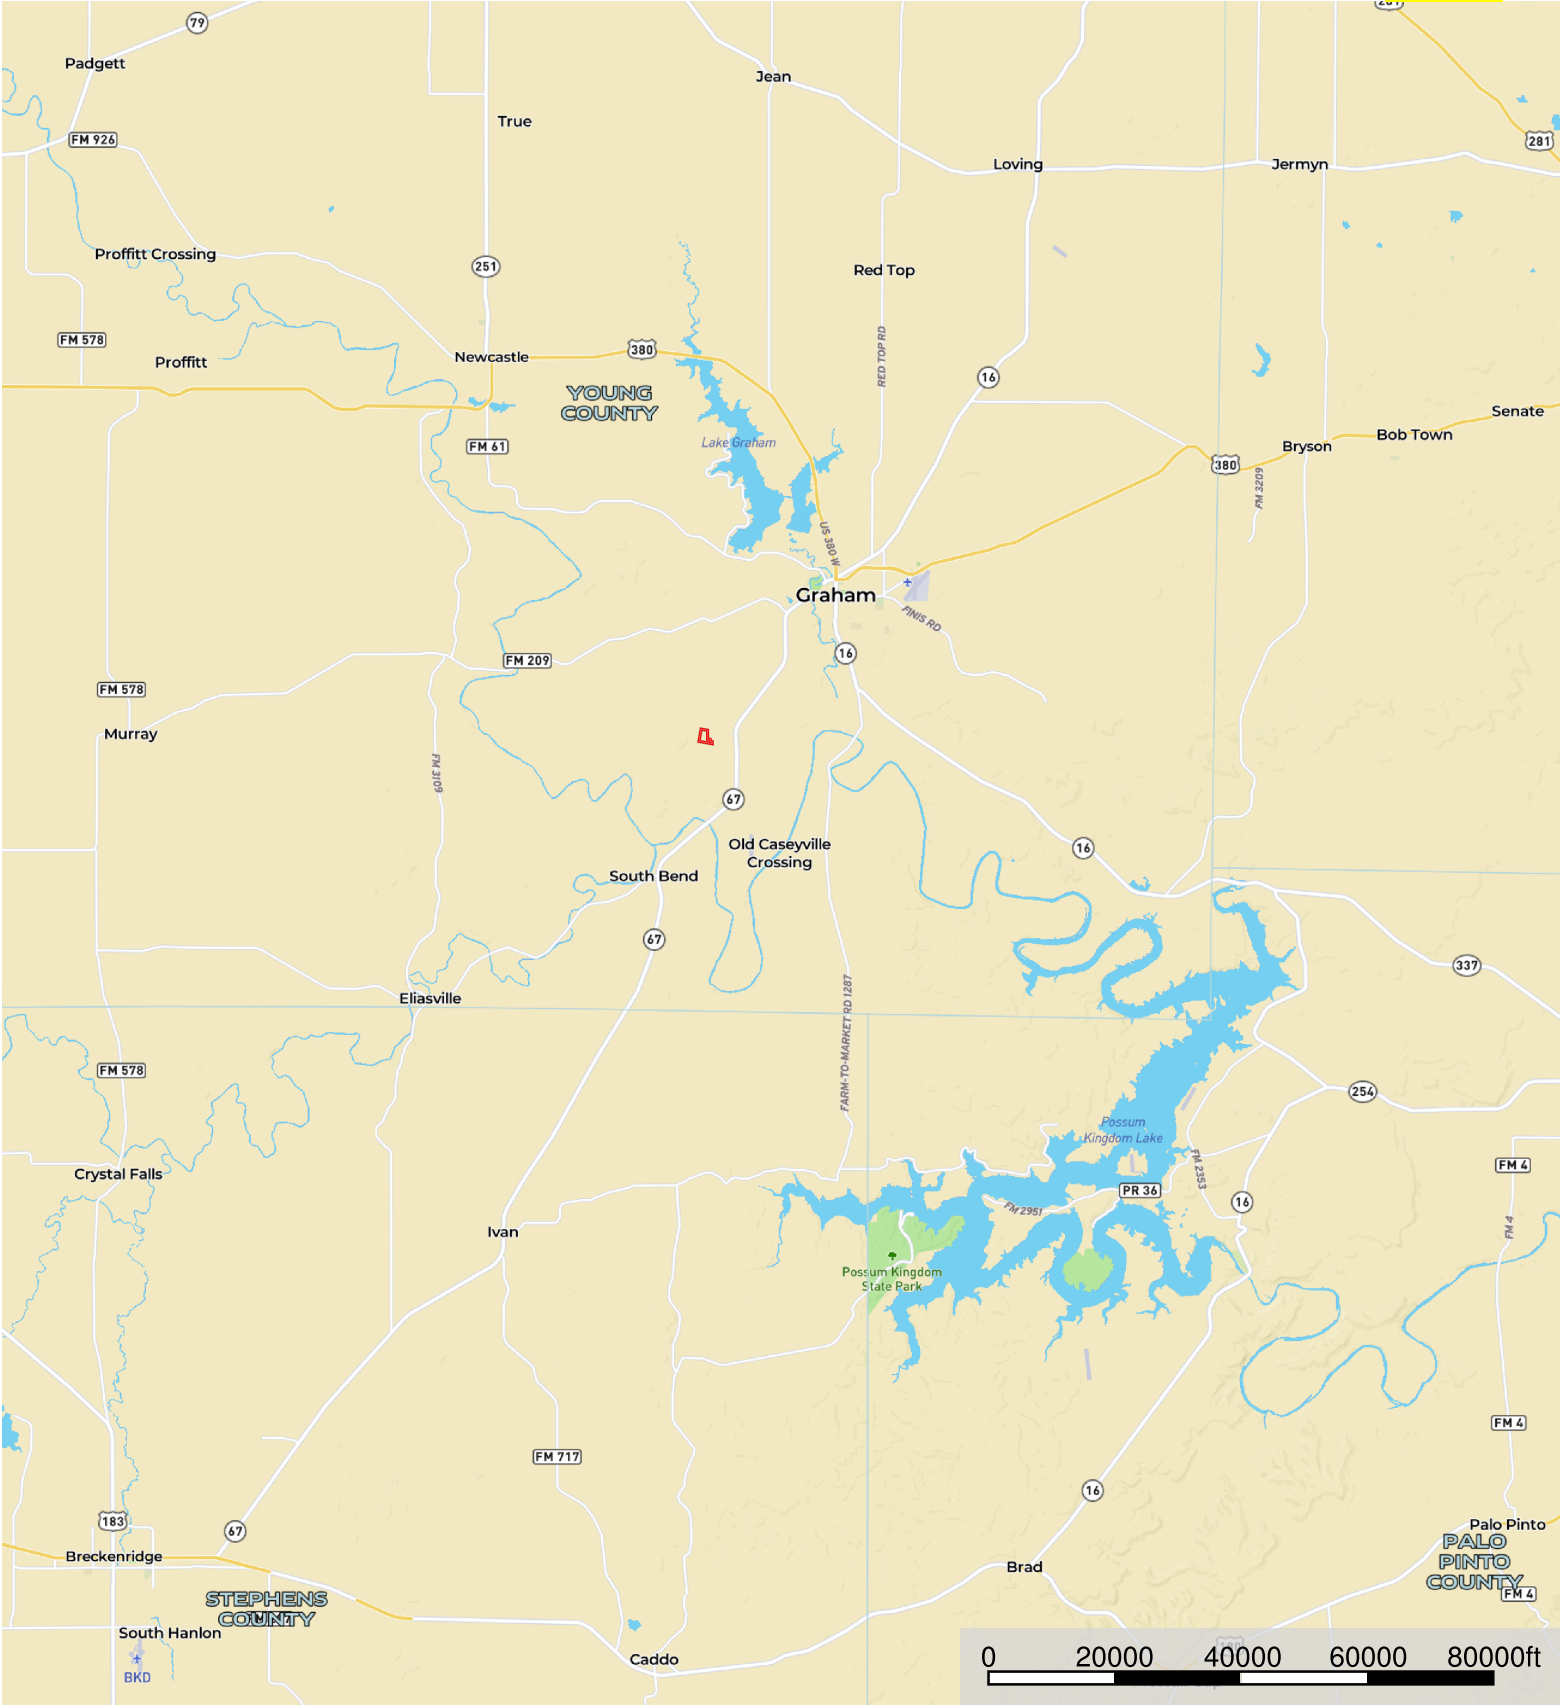 79
281
Padgett
Jean
True
FM 926
281
Loving
Jermyn
Proffitt Crossing
251
Red Top
FM 578
RED TOP RD
Proffitt
Newcastle
380
16
YOUNG
COUNTY
Senate
Lake Graham
Bob Town
FM 61
Bryson
380
FM 3209
US 380 W
Graham
FINIS RD
FM 209
16
FM 578
Murray
FM 3109
67
Old Caseyville
Crossing
16
South Bend
67
337
Eliasville
FARM-TO-MARKET RD 1287
FM 578
254
Possum
Kingdom Lake
Crystal Falls
FM 2353
FM 4
PR 36
16
FM 2951
FM 4
Ivan
Possum Kingdom
State Park
FM 4
FM 717
16
183
67
Palo Pinto
Breckenridge
PALO
PINTO
COUNTY
Brad
FM 4
STEPHENS
COUNTY
South Hanlon
180
Caddo
BKD
0 20000 40000 60000 80000ft